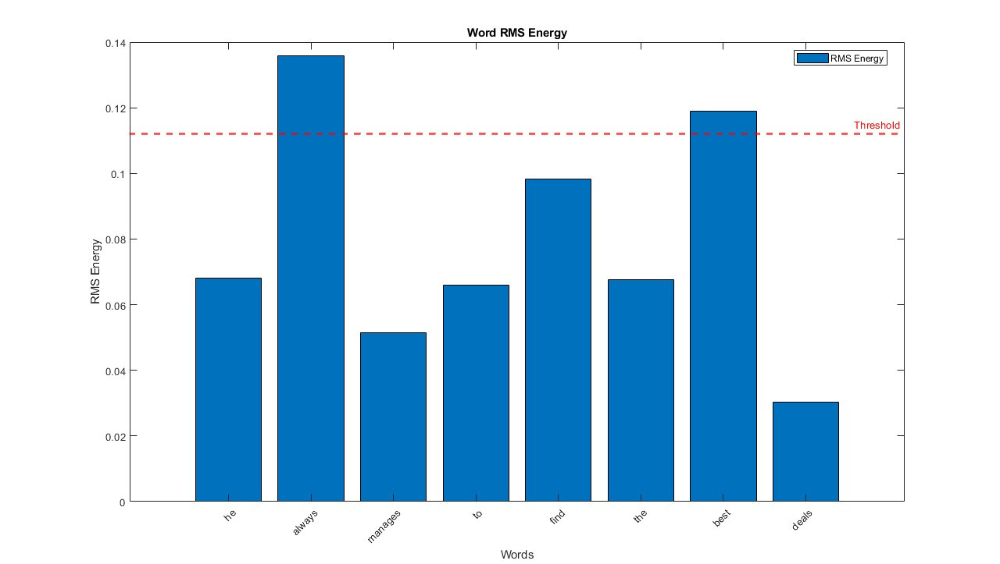 Word RMS Energy
RMS Energy
Threshold
0.14
0.12
0.1
0.08
0.06
0.04
0.02
0
RMS Energy
he
always
manages
to
find
the
best
deals
Words